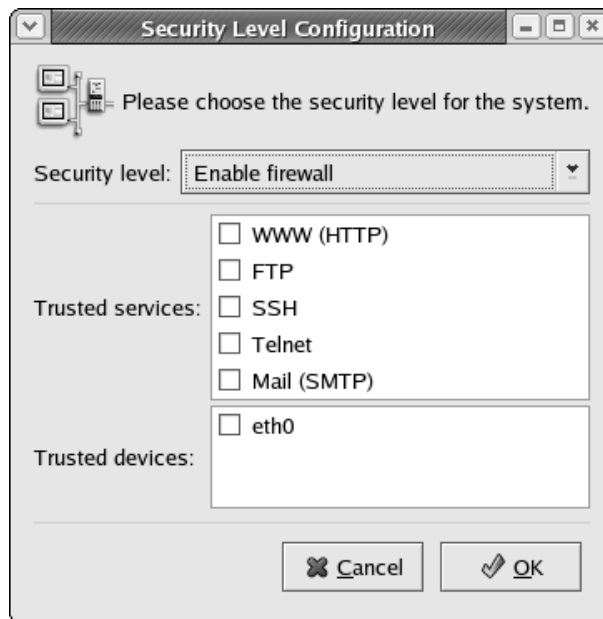 Security Level Configuration
Please choose the security level for the system.
Security level: Enable firewall
Trusted services:
WWW (HTTP)
FTP
SSH
Telnet
Mail (SMTP)
Trusted devices:
eth0
Cancel
OK